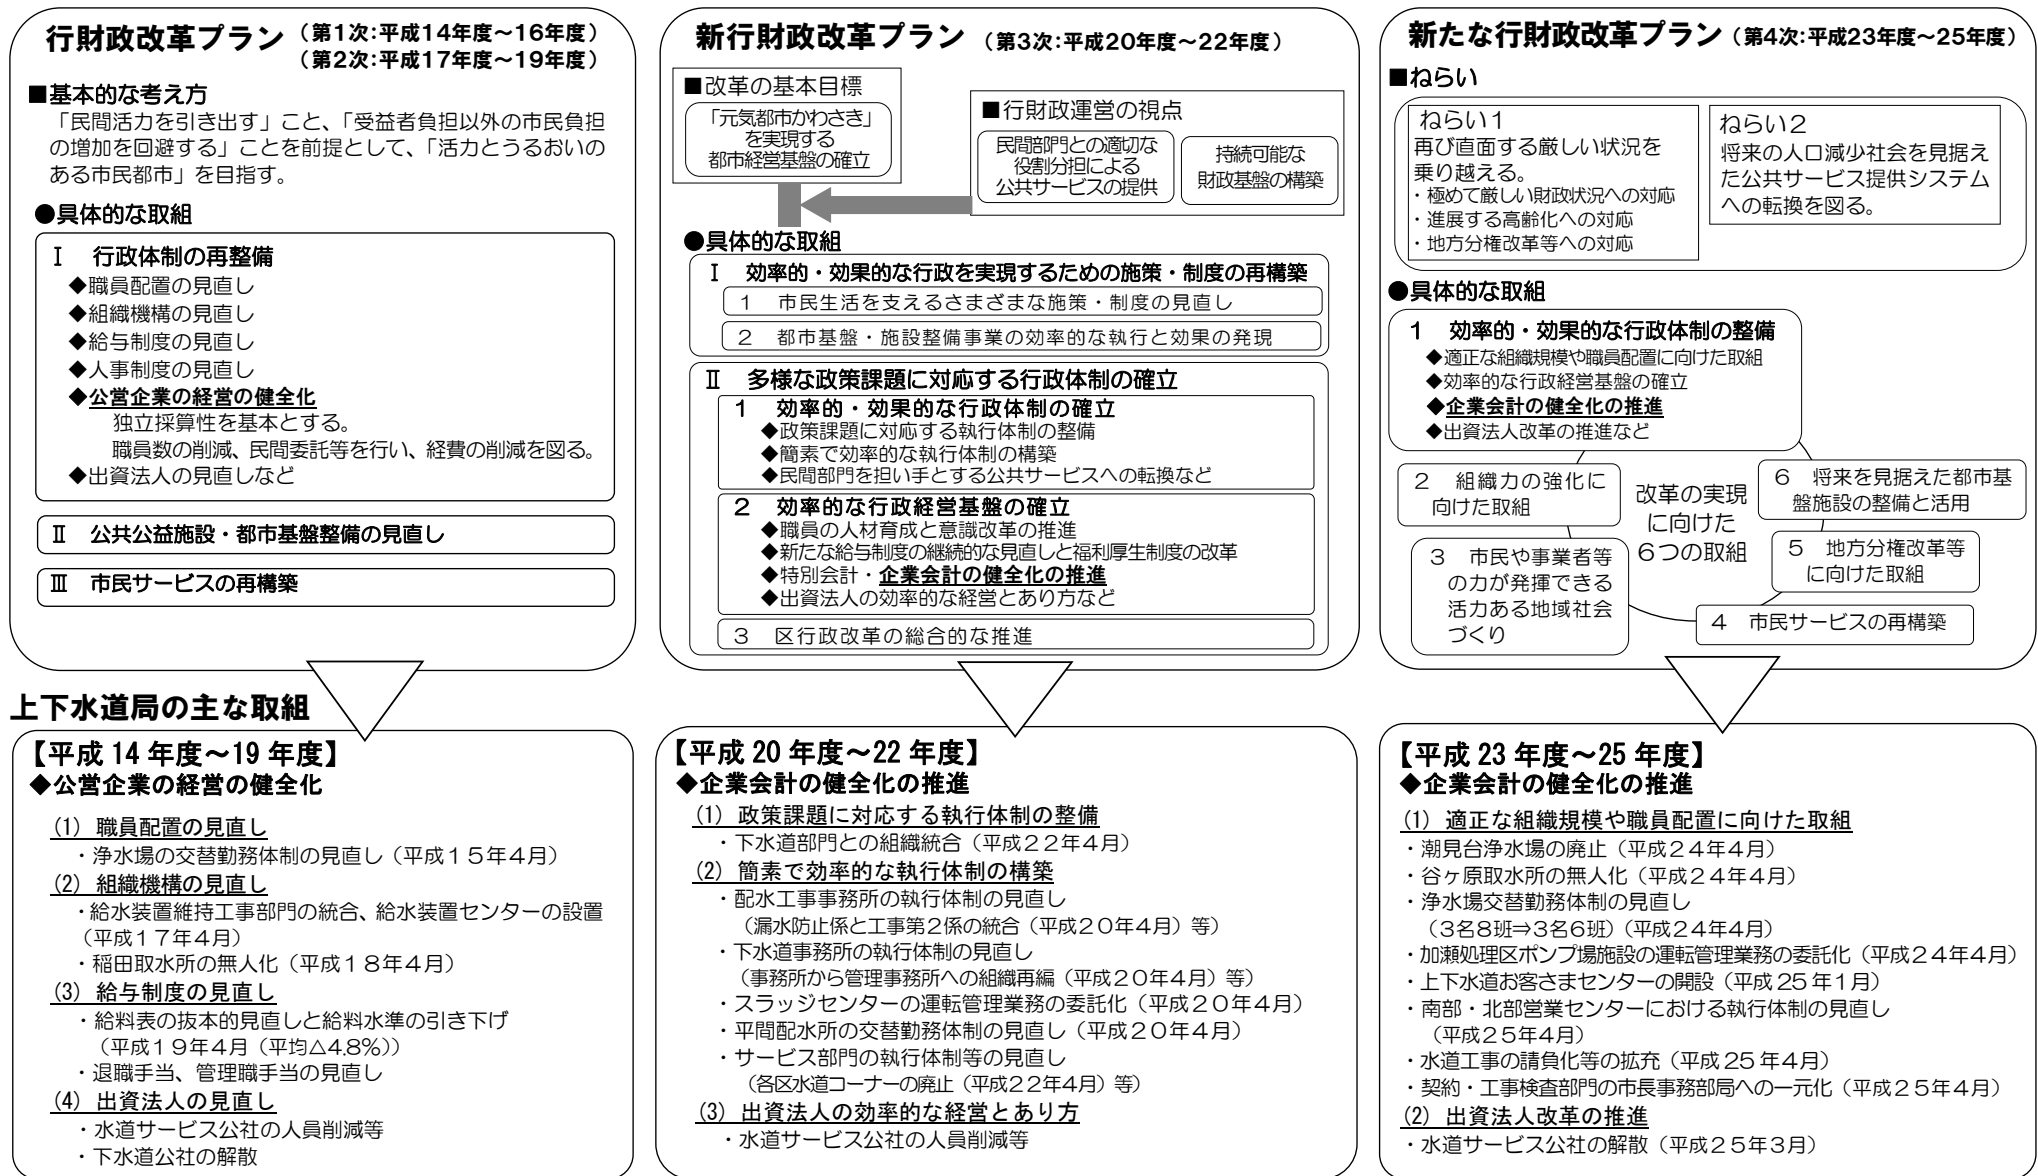 行財政改革プラン（第1次:平成14年度～16年度）
（第2次:平成17年度～19年度）
■基本的な考え方
「民間活力を引き出す」こと、「受益者負担以外の市民負担
の増加を回避する」ことを前提として、「活力とうるおいの
ある市民都市」を目指す。
●具体的な取組
Ⅰ　行政体制の再整備
◆職員配置の見直し
◆組織機構の見直し
◆給与制度の見直し
◆人事制度の見直し
◆公営企業の経営の健全化
独立採算性を基本とする。
職員数の削減、民間委託等を行い、経費の削減を図る。
◆出資法人の見直しなど
Ⅱ　公共公益施設・都市基盤整備の見直し
Ⅲ　市民サービスの再構築
新行財政改革プラン（第3次:平成20年度～22年度）
■改革の基本目標
「元気都市かわさき」
を実現する
都市経営基盤の確立
■行財政運営の視点
民間部門との適切な
役割分担による
公共サービスの提供
持続可能な
財政基盤の構築
●具体的な取組
Ⅰ　効率的・効果的な行政を実現するための施策・制度の再構築
１　市民生活を支えるさまざまな施策・制度の見直し
２　都市基盤・施設整備事業の効率的な執行と効果の発現
Ⅱ　多様な政策課題に対応する行政体制の確立
１　効率的・効果的な行政体制の確立
◆政策課題に対応する執行体制の整備
◆簡素で効率的な執行体制の構築
◆民間部門を担い手とする公共サービスへの転換など
２　効率的な行政経営基盤の確立
◆職員の人材育成と意識改革の推進
◆新たな給与制度の継続的な見直しと福利厚生制度の改革
◆特別会計・企業会計の健全化の推進
◆出資法人の効率的な経営とあり方など
３　区行政改革の総合的な推進
新たな行財政改革プラン（第4次:平成23年度～25年度）
■ねらい
ねらい１
再び直面する厳しい状況を
乗り越える。
・極めて厳しい財政状況への対応
・進展する高齢化への対応
・地方分権改革等への対応
ねらい２
将来の人口減少社会を見据え
た公共サービス提供システム
への転換を図る。
●具体的な取組
１　効率的・効果的な行政体制の整備
◆適正な組織規模や職員配置に向けた取組
◆効率的な行政経営基盤の確立
◆企業会計の健全化の推進
◆出資法人改革の推進など
２　組織力の強化に
向けた取組
３　市民や事業者等
の力が発揮できる
活力ある地域社会
づくり
改革の実現
に向けた
６つの取組
６　将来を見据えた都市基
盤施設の整備と活用
５　地方分権改革等
に向けた取組
４　市民サービスの再構築
上下水道局の主な取組
【平成 14 年度～19 年度】
◆公営企業の経営の健全化
(1) 職員配置の見直し
・浄水場の交替勤務体制の見直し（平成１５年４月）
(2) 組織機構の見直し
・給水装置維持工事部門の統合、給水装置センターの設置
（平成１７年４月）
・稲田取水所の無人化（平成１８年４月）
(3) 給与制度の見直し
・給料表の抜本的見直しと給料水準の引き下げ
（平成１９年４月（平均△4.8％））
・退職手当、管理職手当の見直し
(4) 出資法人の見直し
・水道サービス公社の人員削減等
・下水道公社の解散
【平成 20 年度～22 年度】
◆企業会計の健全化の推進
(1) 政策課題に対応する執行体制の整備
・下水道部門との組織統合（平成２２年４月）
(2) 簡素で効率的な執行体制の構築
・配水工事事務所の執行体制の見直し
（漏水防止係と工事第２係の統合（平成２０年４月）等）
・下水道事務所の執行体制の見直し
（事務所から管理事務所への組織再編（平成２０年４月）等）
・スラッジセンターの運転管理業務の委託化（平成２０年４月）
・平間配水所の交替勤務体制の見直し（平成２０年４月）
・サービス部門の執行体制等の見直し
（各区水道コーナーの廃止（平成２２年４月）等）
(3) 出資法人の効率的な経営とあり方
・水道サービス公社の人員削減等
【平成 23 年度～25 年度】
◆企業会計の健全化の推進
(1) 適正な組織規模や職員配置に向けた取組
・潮見台浄水場の廃止（平成２４年４月）
・谷ヶ原取水所の無人化（平成２４年４月）
・浄水場交替勤務体制の見直し
（３名８班⇒３名６班）（平成２４年４月）
・加瀬処理区ポンプ場施設の運転管理業務の委託化（平成２４年４月）
・上下水道お客さまセンターの開設（平成 25 年１月）
・南部・北部営業センターにおける執行体制の見直し
（平成２５年４月）
・水道工事の請負化等の拡充（平成 25 年４月）
・契約・工事検査部門の市長事務部局への一元化（平成２５年４月）
(2) 出資法人改革の推進
・水道サービス公社の解散（平成２５年３月）